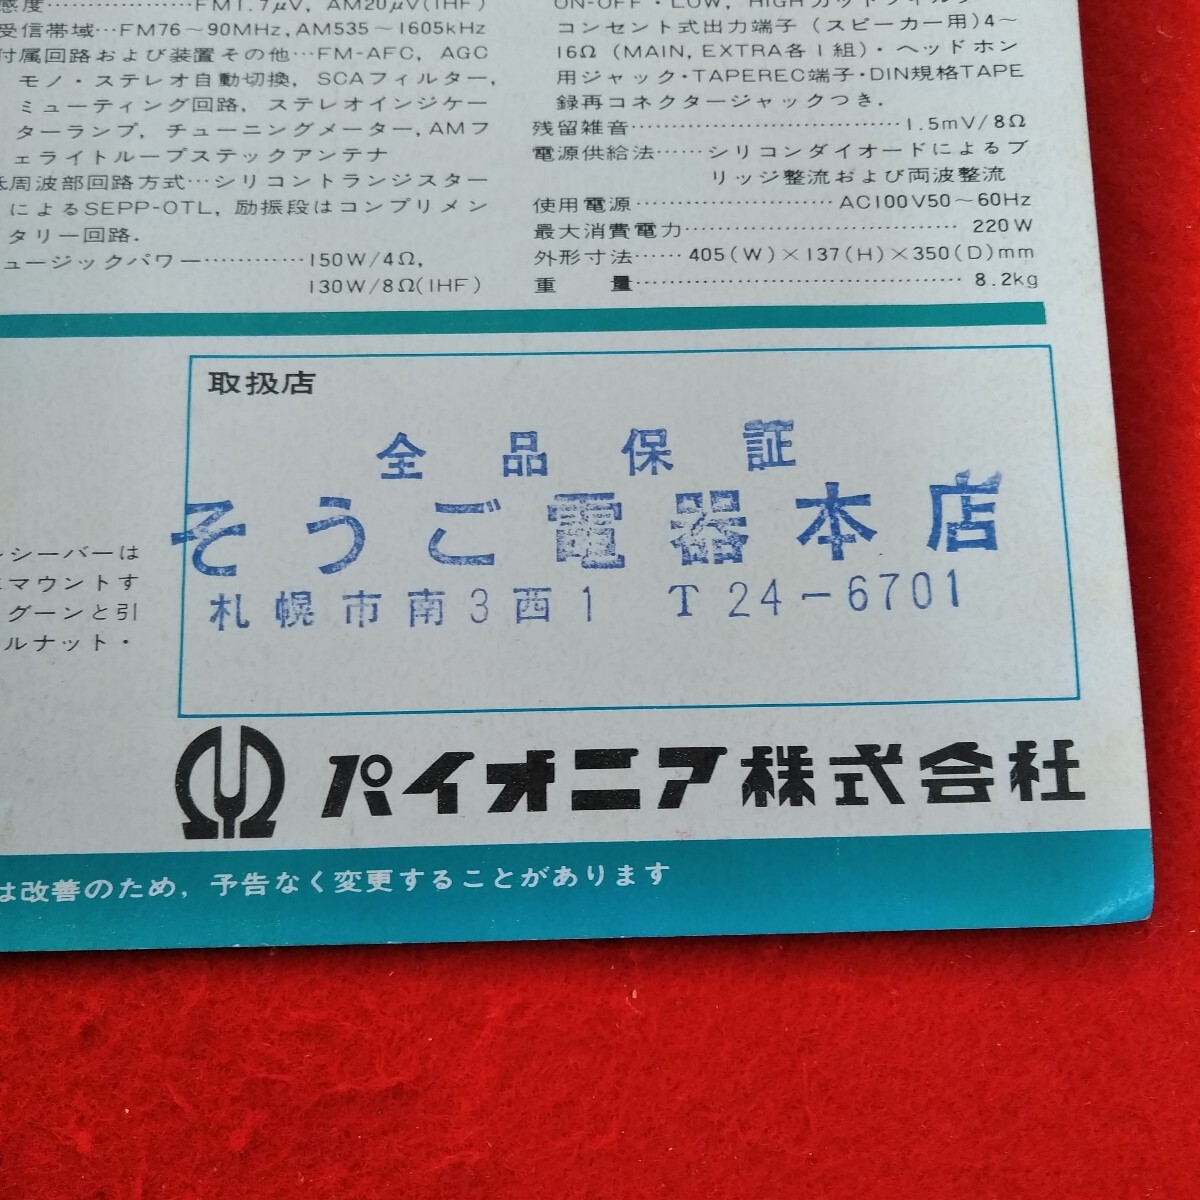 感度………………FM1.7μV, AM20μV(IHF)
受信帯域…FM76～90MHz, AM535～1605kHz
付属回路および装置その他…FM-AFC, AGC
モノ・ステレオ自動切換, SCAフィルター,
ミューティング回路, ステレオインジケー
ターランプ, チューニングメーター, AMフ
ェライトループステックアンテナ
周波部回路方式…シリコントランジスター
によるSEPP-OTL, 励振段はコンプリメン
タリー回路.
ュージックパワー…………150W/4Ω,
130W/8Ω(IHF)
ON-OFF・LOW, HIGHカットフィルター
コンセント式出力端子 (スピーカー用)4～
16Ω (MAIN, EXTRA各1組)・ヘッドホン
用ジャック・TAPEREC端子・DIN規格TAPE
録再コネクタージャックつき.
残留雑音……………………………1.5mV/8Ω
電源供給法……シリコンダイオードによるブ
リッジ整流および両波整流
使用電源……………………AC100V50～60Hz
最大消費電力……………………………220W
外形寸法……405(W)×137(H)×350(D)mm
重 量…………………………………8.2kg
シーバーは
マウントす
グーンと引
ルナット・
取扱店
全品保証
そうご電器本店
札幌市南3西1 T24-6701
パイオニア株式会社
は改善のため, 予告なく変更することがあります